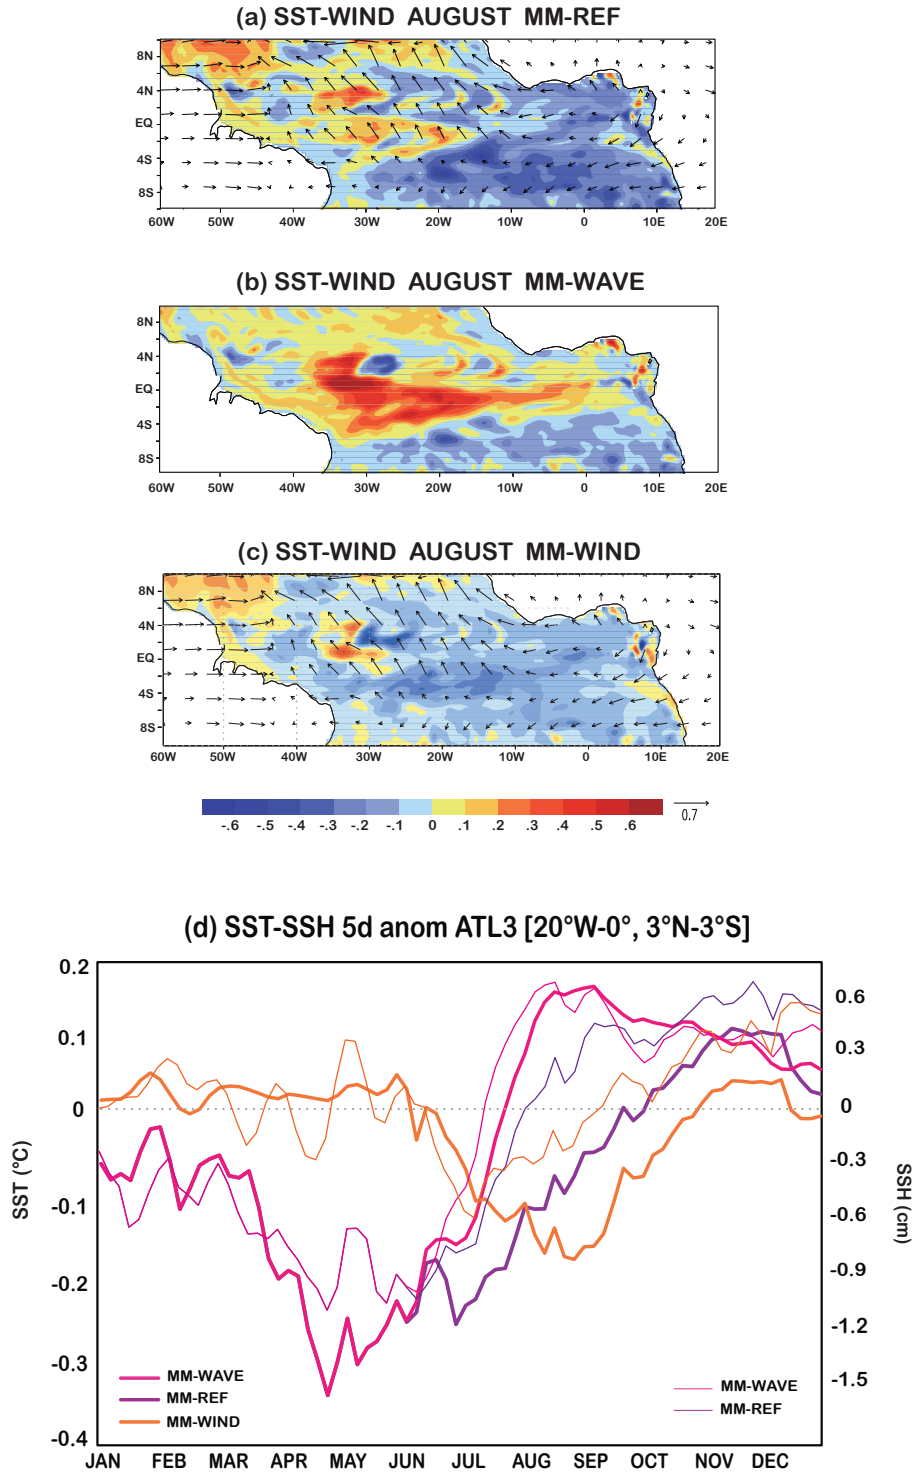 (a) SST-WIND AUGUST MM-REF
8N
4N
EQ
4S
8S
60W 50W 40W 30W 20W 10W 0 10E 20E
(b) SST-WIND AUGUST MM-WAVE
8N
4N
EQ
4S
8S
60W 50W 40W 30W 20W 10W 0 10E 20E
(c) SST-WIND AUGUST MM-WIND
8N
4N
EQ
4S
8S
60W 50W 40W 30W 20W 10W 0 10E 20E
-.6 -.5 -.4 -.3 -.2 -.1 0 .1 .2 .3 .4 .5 .6
0.7
(d) SST-SSH 5d anom ATL3 [20°W-0°, 3°N-3°S]
SST (°C)
0.2
0.1
0
-0.1
-0.2
-0.3
-0.4
0.6
0.3
0
-0.3
-0.6
-0.9
-1.2
-1.5
SSH (cm)
MM-WAVE
MM-REF
MM-WIND
MM-WAVE
MM-REF
JAN FEB MAR APR MAY JUN JUL AUG SEP OCT NOV DEC